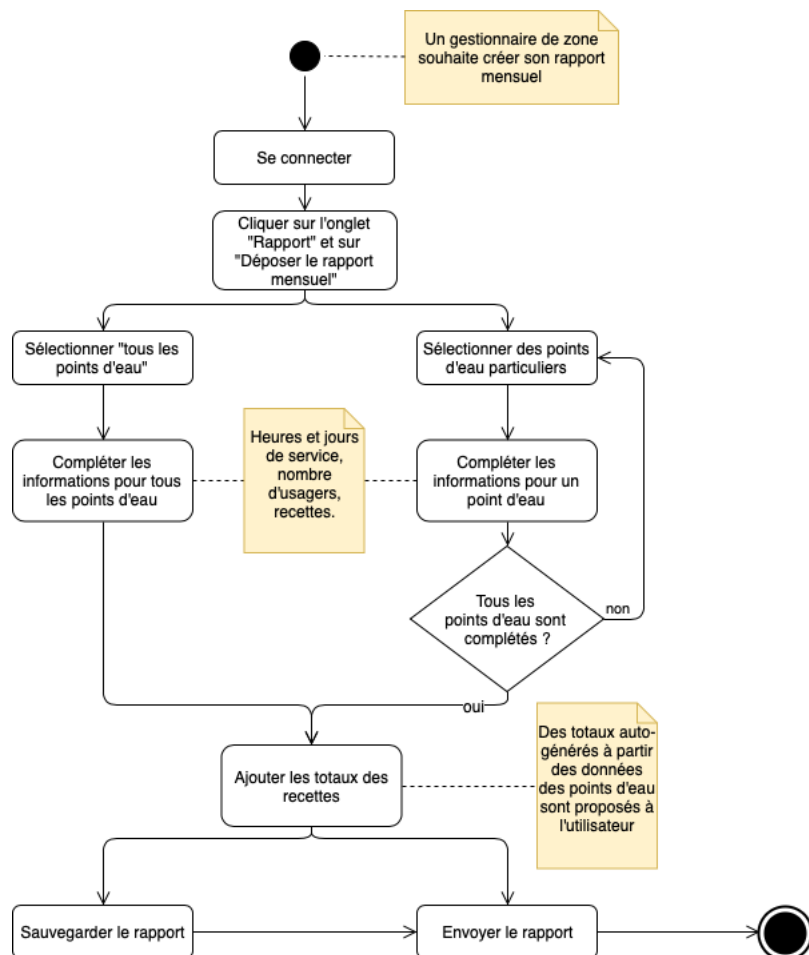 Un gestionnaire de zone
souhaite créer son rapport
mensuel
Se connecter
Cliquer sur l'onglet
"Rapport" et sur
"Déposer le rapport
mensuel"
Sélectionner "tous les
points d'eau"
Sélectionner des points
d'eau particuliers
Compléter les
informations pour tous
les points d'eau
Heures et jours
de service,
nombre
d'usagers,
recettes.
Compléter les
informations pour un
point d'eau
Tous les
points d'eau sont
complétés ?
non
oui
Ajouter les totaux des
recettes
Des totaux auto-
générés à partir
des données
des points d'eau
sont proposés à
l'utilisateur
Sauvegarder le rapport
Envoyer le rapport